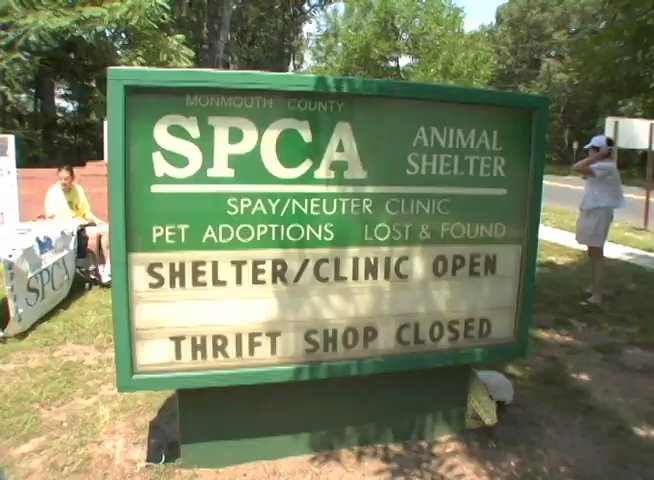 MONMOUTH COUNTY
SPCA
ANIMAL
SHELTER
SPAY/NEUTER CLINIC
PET ADOPTIONS LOST & FOUND
SHELTER/CLINIC OPEN
THRIFT SHOP CLOSED
SPCA